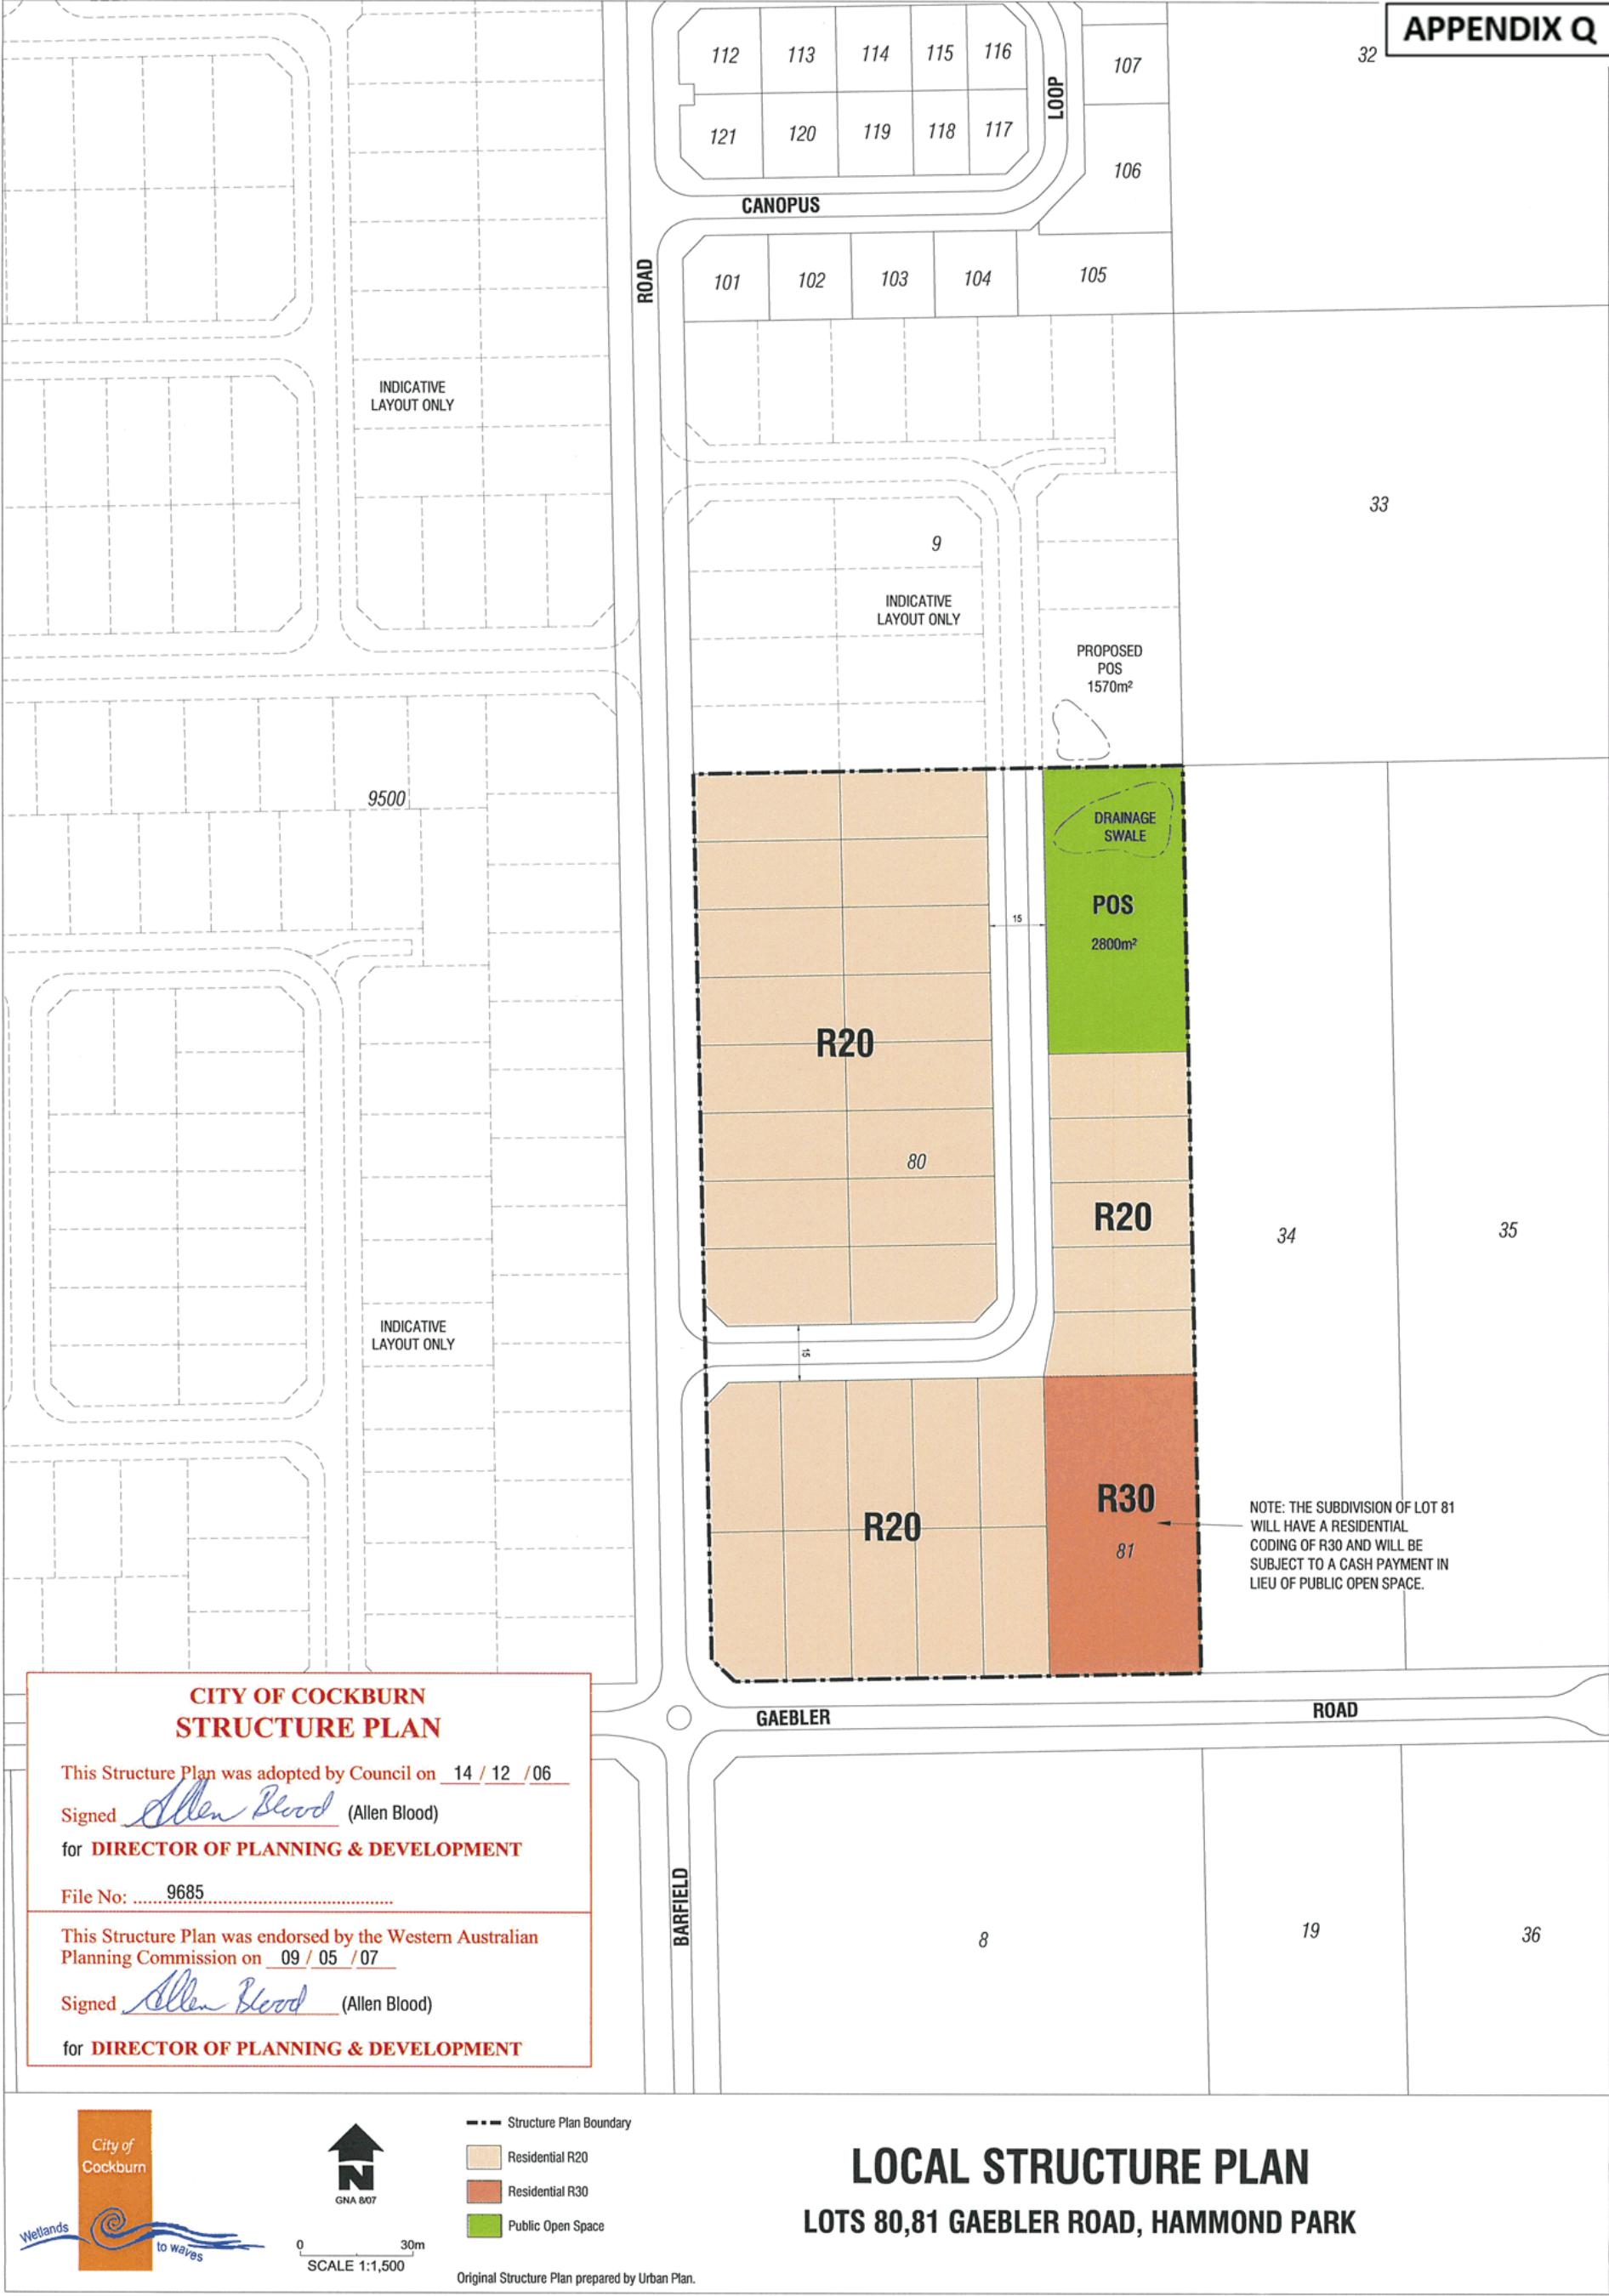 APPENDIX Q
112 113 114 115 116
107
32
121 120 119 118 117
LOOP
106
CANOPUS
ROAD
101 102 103 104 105
INDICATIVE
LAYOUT ONLY
33
9
INDICATIVE
LAYOUT ONLY
PROPOSED
POS
1570m²
9500
DRAINAGE
SWALE
POS
2800m²
15
R20
80
R20
34
35
INDICATIVE
LAYOUT ONLY
15
R30
81
R20
NOTE: THE SUBDIVISION OF LOT 81
WILL HAVE A RESIDENTIAL
CODING OF R30 AND WILL BE
SUBJECT TO A CASH PAYMENT IN
LIEU OF PUBLIC OPEN SPACE.
GAEBLER
ROAD
BARFIELD
8
19
36
CITY OF COCKBURN
STRUCTURE PLAN
This Structure Plan was adopted by Council on 14 / 12 / 06
Signed Allen Blood (Allen Blood)
for DIRECTOR OF PLANNING & DEVELOPMENT
File No: 9685
This Structure Plan was endorsed by the Western Australian
Planning Commission on 09 / 05 / 07
Signed Allen Blood (Allen Blood)
for DIRECTOR OF PLANNING & DEVELOPMENT
City of
Cockburn
Wetlands
to waves
N
GNA 8/07
0 30m
SCALE 1:1,500
Structure Plan Boundary
Residential R20
Residential R30
Public Open Space
Original Structure Plan prepared by Urban Plan.
LOCAL STRUCTURE PLAN
LOTS 80,81 GAEBLER ROAD, HAMMOND PARK